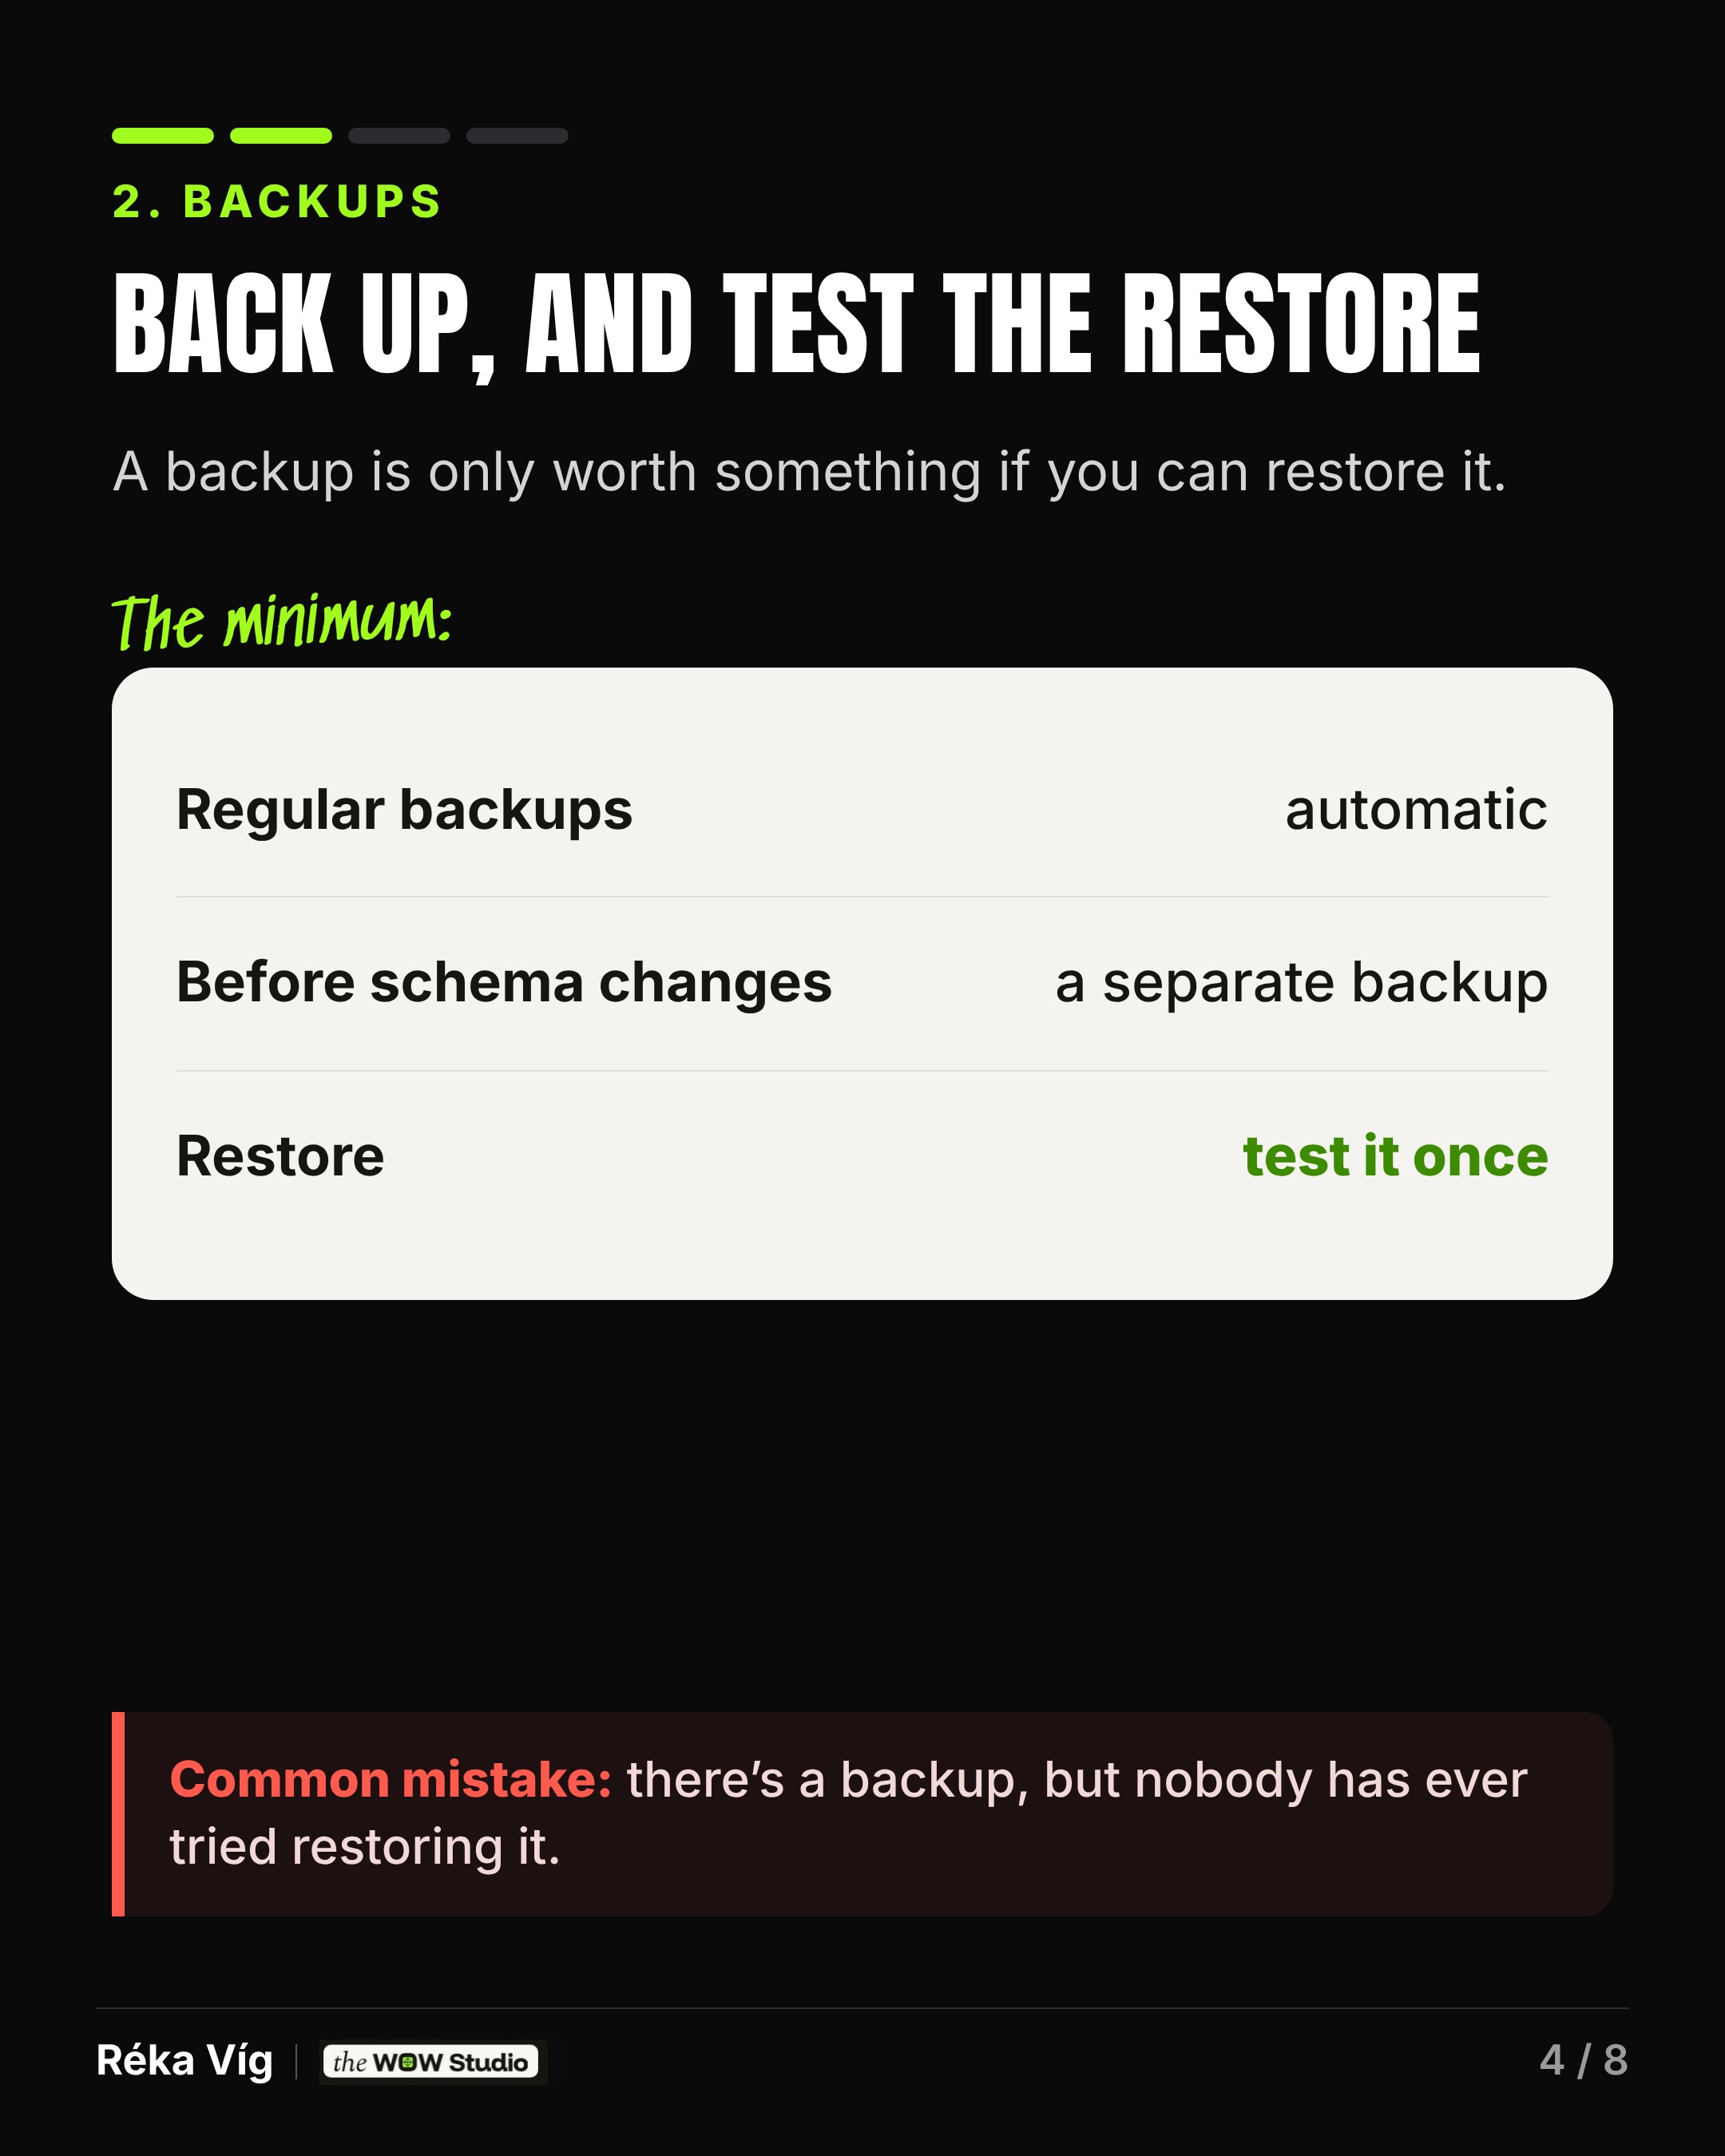 2. BACKUPS
BACK UP, AND TEST THE RESTORE
A backup is only worth something if you can restore it.
The minimum:
Regular backups automatic
Before schema changes a separate backup
Restore test it once
Common mistake: there’s a backup, but nobody has ever
tried restoring it.
Réka Víg the WOW Studio 4 / 8